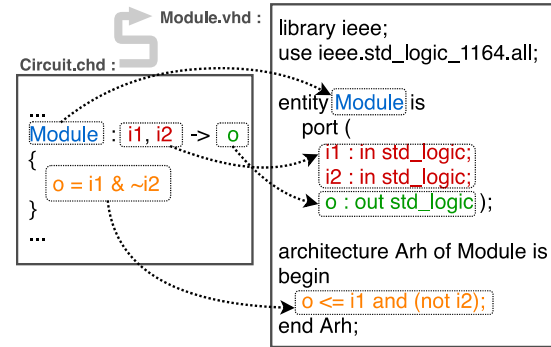 Module.vhd :
Circuit.chd :
...
Module : i1, i2 -> o
{
o = i1 & ~i2
}
...
library ieee;
use ieee.std_logic_1164.all;
entity Module is
port (
i1 : in std_logic;
i2 : in std_logic;
o : out std_logic );
architecture Arh of Module is
begin
o <= i1 and (not i2);
end Arh;